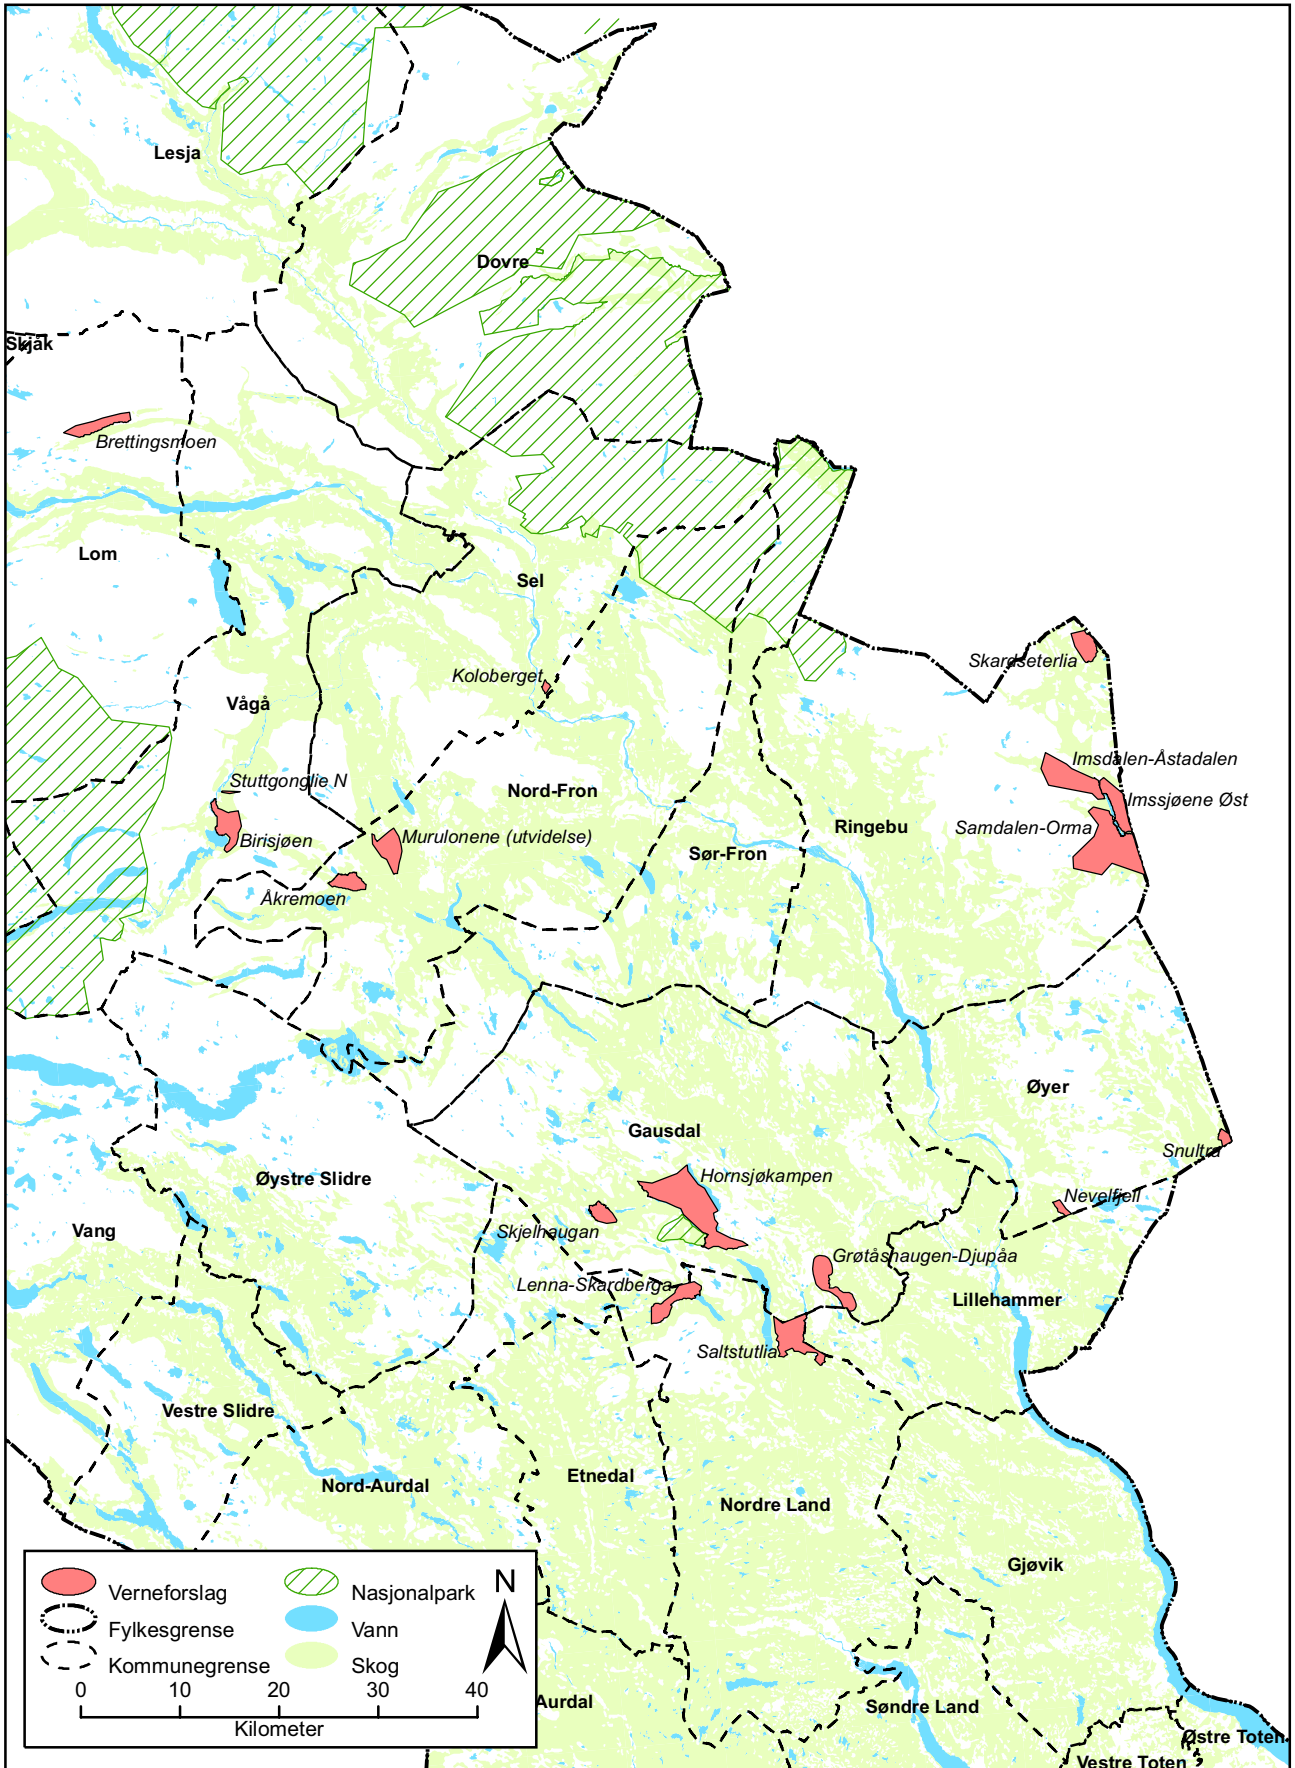 Lesja
Dovre
Skjåk
Brettingsmoen
Lom
Sel
Skardseterlia
Koloberget
Vågå
Imsdalen-Åstadalen
Stuttgonglie N
Nord-Fron
Imssjøene Øst
Ringebu
Samdalen-Orma
Birisjøen
Murulonene (utvidelse)
Sør-Fron
Åkremoen
Øyer
Gausdal
Snultra
Øystre Slidre
Hornsjøkampen
Nevelfjell
Vang
Skjelhaugan
Grøtåshaugen-Djupåa
Lenna-Skardberga
Lillehammer
Saltstutlia
Vestre Slidre
Etnedal
Nord-Aurdal
Nordre Land
Gjøvik
Verneforslag
Nasjonalpark
N
Fylkesgrense
Vann
Kommunegrense
Skog
0 10 20 30 40
Kilometer
Aurdal
Søndre Land
Østre Toten
Vestre Toten